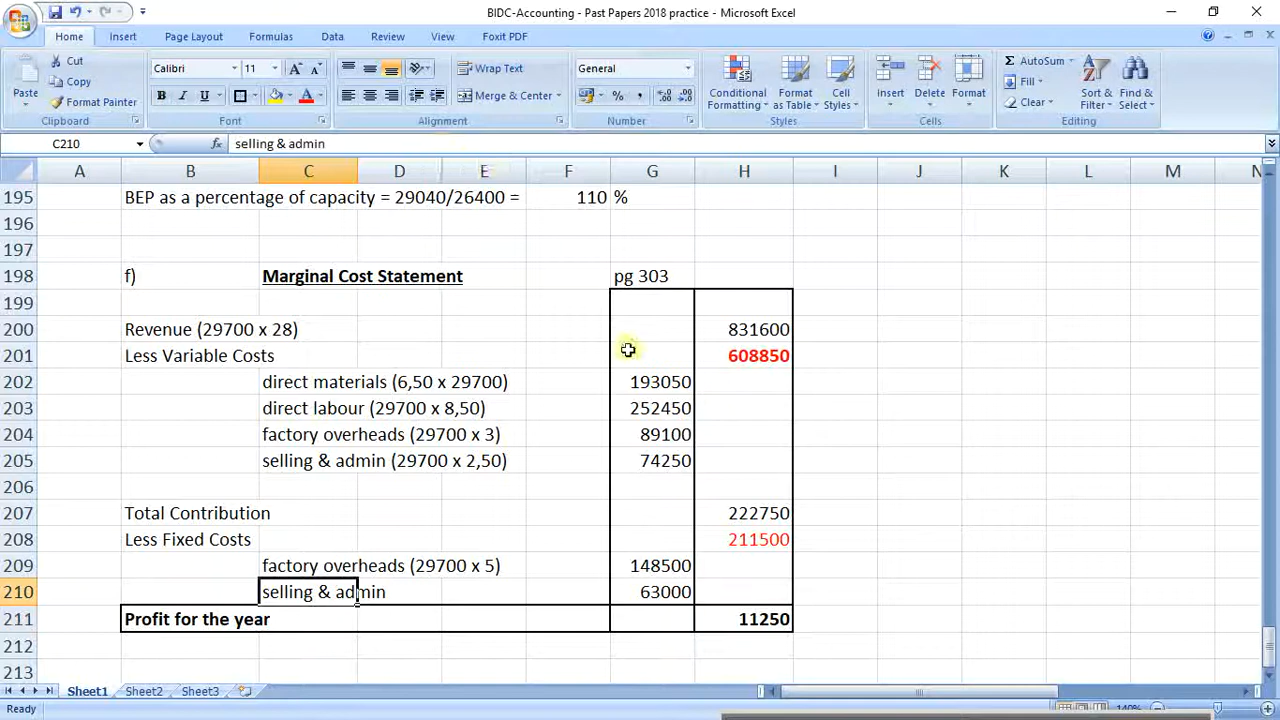 BIDC-Accounting - Past Papers 2018 practice - Microsoft Excel
Home Insert Page Layout Formulas Data Review View Foxit PDF
Paste Cut Copy Format Painter Clipboard
Calibri 11 A A B I U A Font
Wrap Text Merge & Center Alignment
General % , .0 .00 Number
Conditional Formatting Format as Table Cell Styles Styles
Insert Delete Format Cells
Σ AutoSum Fill Clear Sort & Filter Find & Select Editing
C210 fx selling & admin
A B C D E F G H I J K L M N
195 BEP as a percentage of capacity = 29040/26400 = 110 %
196
197
198 f) Marginal Cost Statement pg 303
199
200 Revenue (29700 x 28) 831600
201 Less Variable Costs 608850
202 direct materials (6,50 x 29700) 193050
203 direct labour (29700 x 8,50) 252450
204 factory overheads (29700 x 3) 89100
205 selling & admin (29700 x 2,50) 74250
206
207 Total Contribution 222750
208 Less Fixed Costs 211500
209 factory overheads (29700 x 5) 148500
210 selling & admin 63000
211 Profit for the year 11250
212
213
Sheet1 Sheet2 Sheet3
Ready 140%